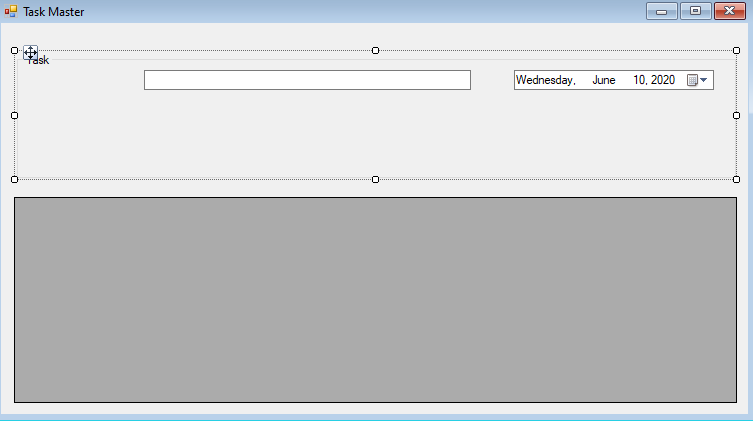 Task Master
Task
Wednesday, June 10, 2020